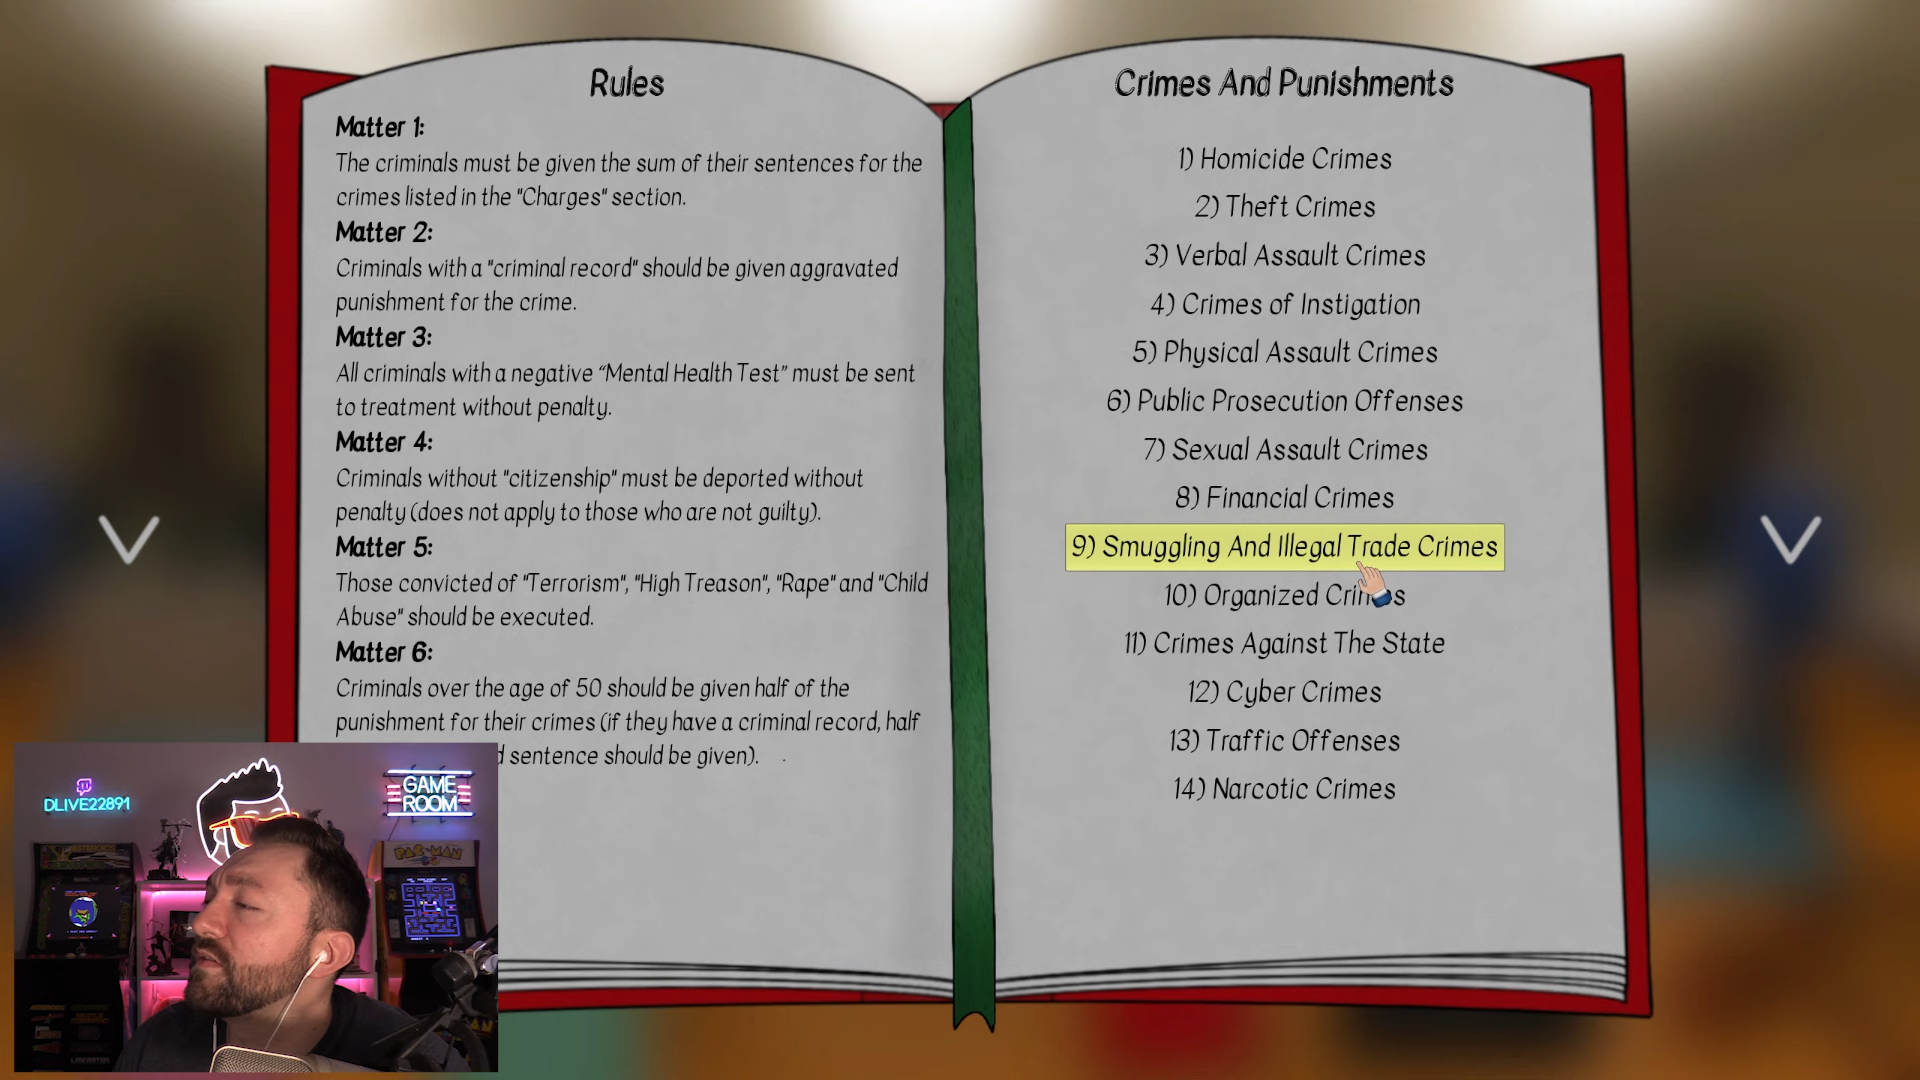 Rules
Matter 1:
The criminals must be given the sum of their sentences for the
crimes listed in the "Charges" section.
Matter 2:
Criminals with a "criminal record" should be given aggravated
punishment for the crime.
Matter 3:
All criminals with a negative “Mental Health Test” must be sent
to treatment without penalty.
Matter 4:
Criminals without "citizenship" must be deported without
penalty (does not apply to those who are not guilty).
Matter 5:
Those convicted of "Terrorism", "High Treason", "Rape" and "Child
Abuse" should be executed.
Matter 6:
Criminals over the age of 50 should be given half of the
punishment for their crimes (if they have a criminal record, half
sentence should be given).
Crimes And Punishments
1) Homicide Crimes
2) Theft Crimes
3) Verbal Assault Crimes
4) Crimes of Instigation
5) Physical Assault Crimes
6) Public Prosecution Offenses
7) Sexual Assault Crimes
8) Financial Crimes
9) Smuggling And Illegal Trade Crimes
10) Organized Crimes
11) Crimes Against The State
12) Cyber Crimes
13) Traffic Offenses
14) Narcotic Crimes
DLIVE22891
GAME
ROOM
PAC-MAN